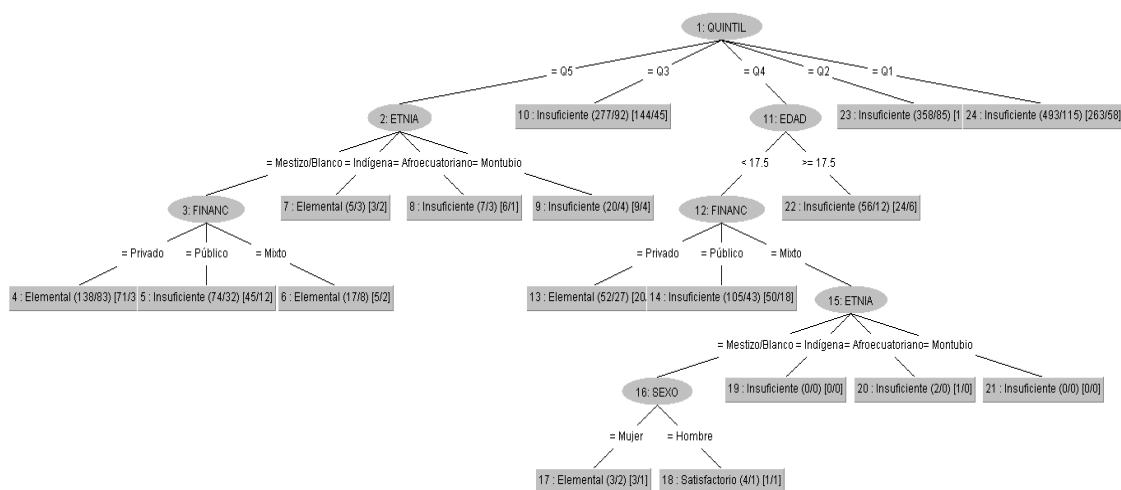 1: QUINTIL
= Q5
= Q3
= Q4
= Q2
= Q1
2: ETNIA
10 : Insuficiente (277/92) [144/45]
11: EDAD
23 : Insuficiente (358/85) [1
24 : Insuficiente (493/115) [263/58]
= Mestizo/Blanco = Indígena= Afroecuatoriano= Montubio
< 17.5
>= 17.5
3: FINANC
7 : Elemental (5/3) [3/2]
8 : Insuficiente (7/3) [6/1]
9 : Insuficiente (20/4) [9/4]
12: FINANC
22 : Insuficiente (56/12) [24/6]
= Privado
= Público
= Mixto
= Privado
= Público
= Mixto
4 : Elemental (138/83) [71/3
5 : Insuficiente (74/32) [45/12]
6 : Elemental (17/8) [5/2]
13 : Elemental (52/27) [20/
14 : Insuficiente (105/43) [50/18]
15: ETNIA
= Mestizo/Blanco = Indígena= Afroecuatoriano= Montubio
16: SEXO
19 : Insuficiente (0/0) [0/0]
20 : Insuficiente (2/0) [1/0]
21 : Insuficiente (0/0) [0/0]
= Mujer
= Hombre
17 : Elemental (3/2) [3/1]
18 : Satisfactorio (4/1) [1/1]